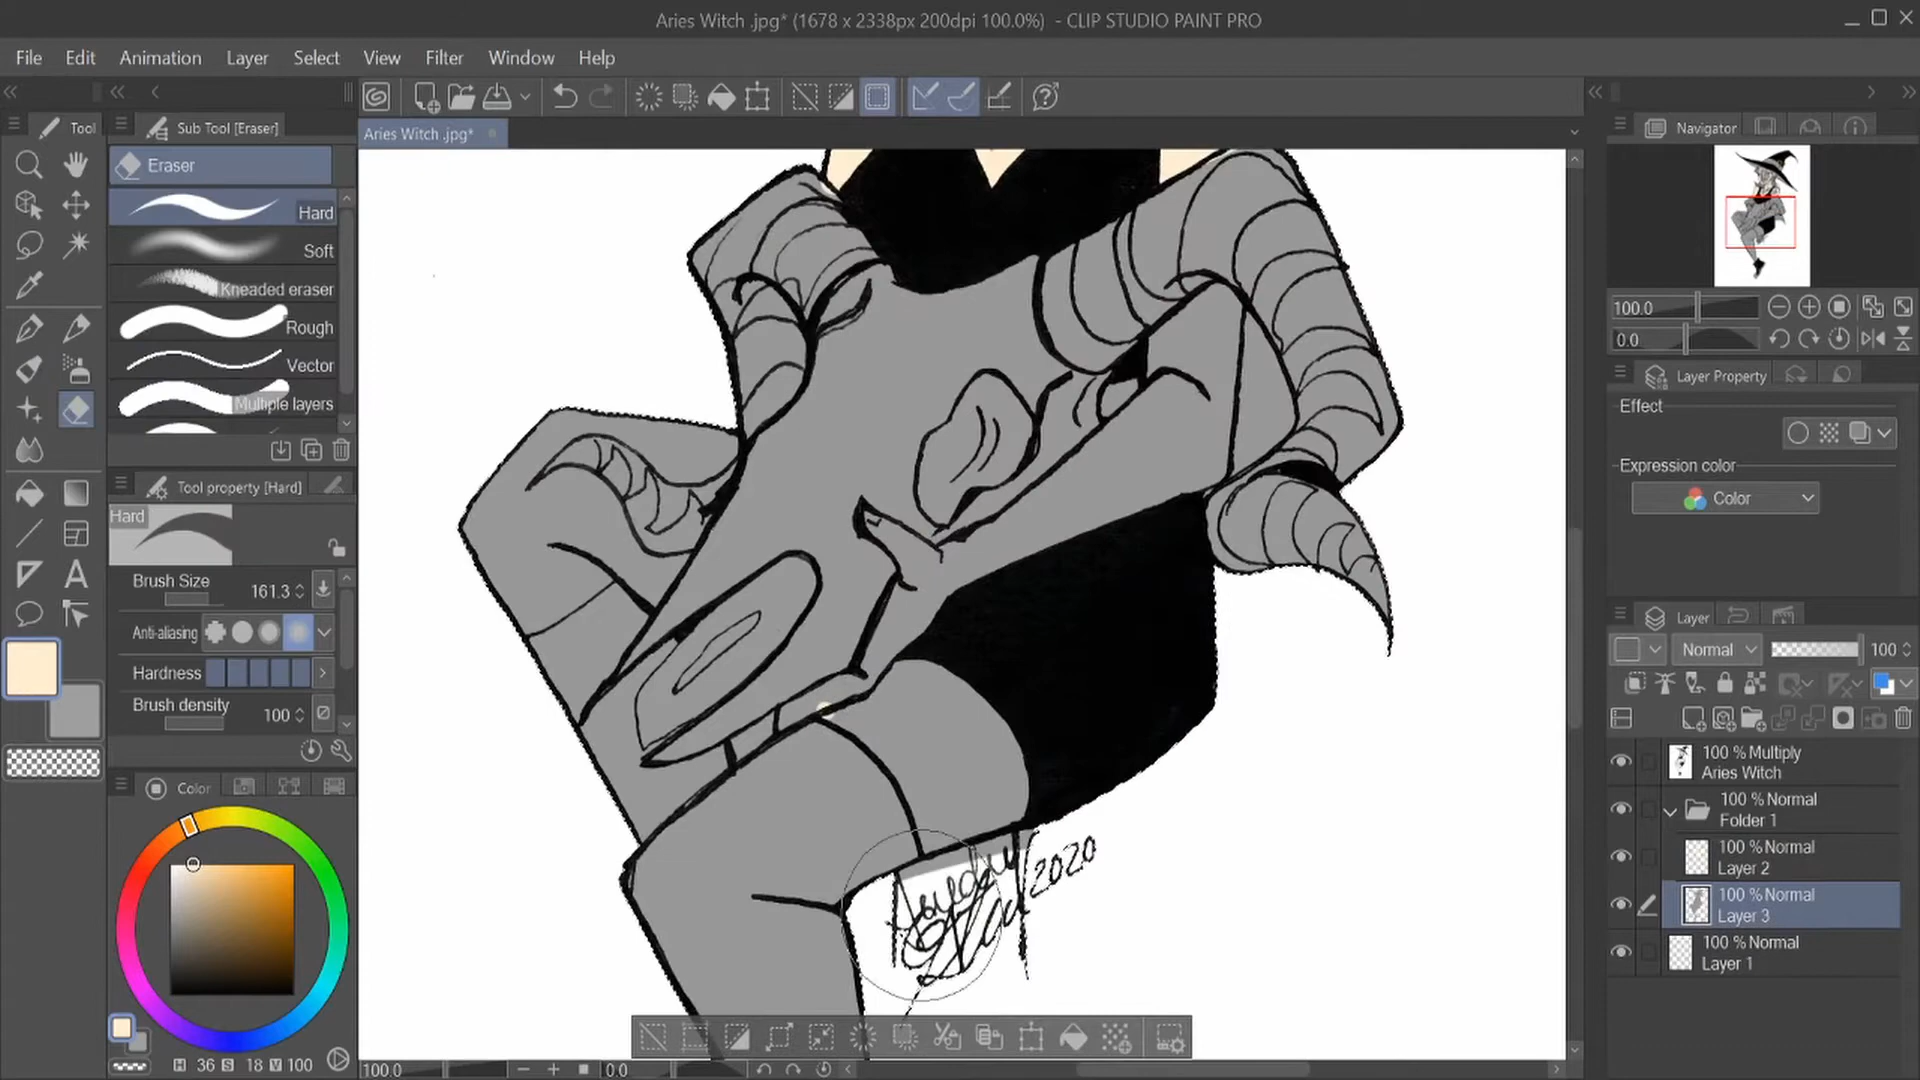 Aries Witch .jpg* (1678 x 2338px 200dpi 100.0%) - CLIP STUDIO PAINT PRO
File Edit Animation Layer Select View Filter Window Help
Tool
Sub Tool [Eraser]
Aries Witch .jpg*
Navigator
Eraser
Hard
Soft
Kneaded eraser
Rough
Vector
Multiple layers
100.0
0.0
Layer Property
Effect
Expression color
Color
Tool property [Hard]
Hard
Brush Size 161.3
Anti-aliasing
Hardness
Brush density 100
Layer
Normal 100
100 % Multiply
Aries Witch
100 % Normal
Folder 1
100 % Normal
Layer 2
100 % Normal
Layer 3
100 % Normal
Layer 1
Color
H 36 S 18 V 100
2020
100.0 0.0